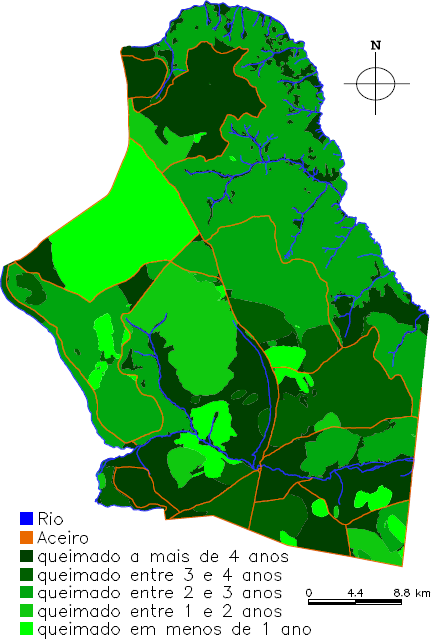 N
Rio
Aceiro
queimado a mais de 4 anos
queimado entre 3 e 4 anos
queimado entre 2 e 3 anos
queimado entre 1 e 2 anos
queimado em menos de 1 ano
0 4.4 8.8 km